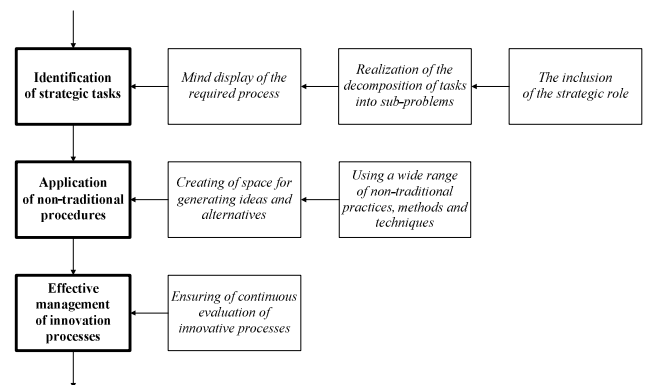 Identification
of strategic tasks
Mind display of the
required process
Realization of the
decomposition of tasks
into sub-problems
The inclusion
of the strategic role
Application
of non-traditional
procedures
Creating of space for
generating ideas and
alternatives
Using a wide range
of non-traditional
practices, methods and
techniques
Effective
management
of innovation
processes
Ensuring of continuous
evaluation of
innovative processes